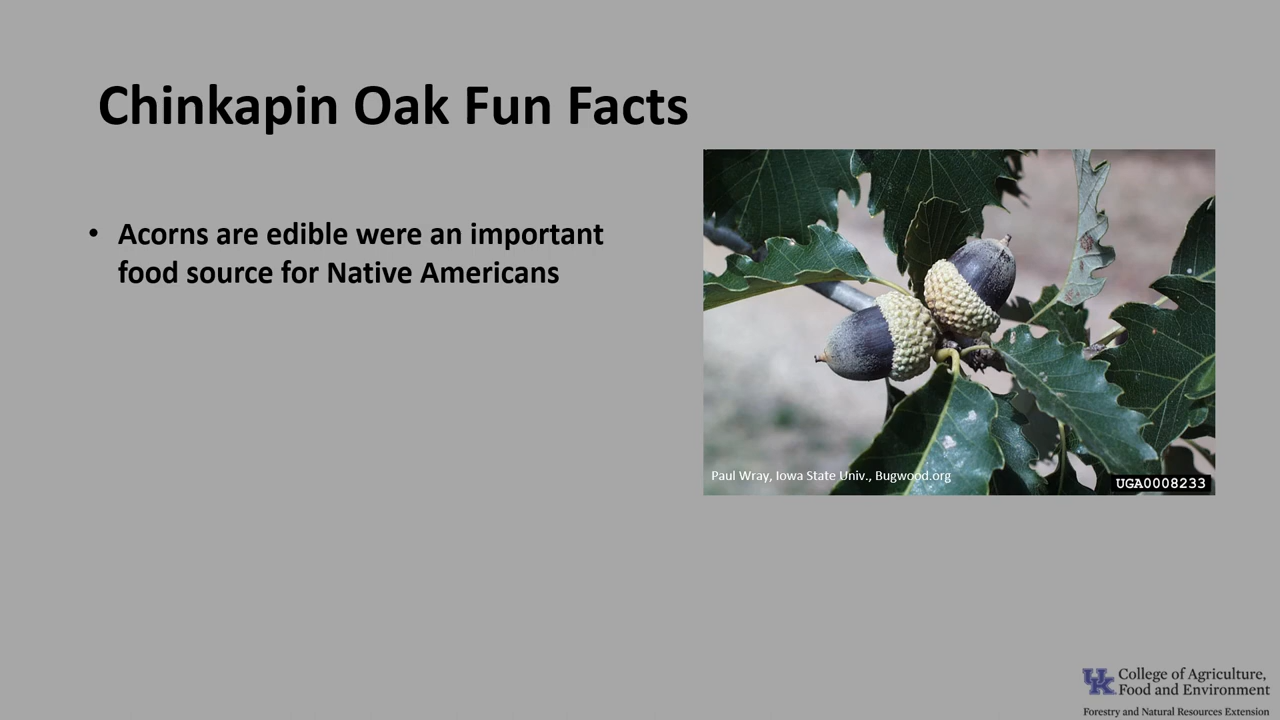 Chinkapin Oak Fun Facts
• Acorns are edible were an important
food source for Native Americans
Paul Wray, Iowa State Univ., Bugwood.org
UGA0008233
UK College of Agriculture,
Food and Environment
Forestry and Natural Resources Extension